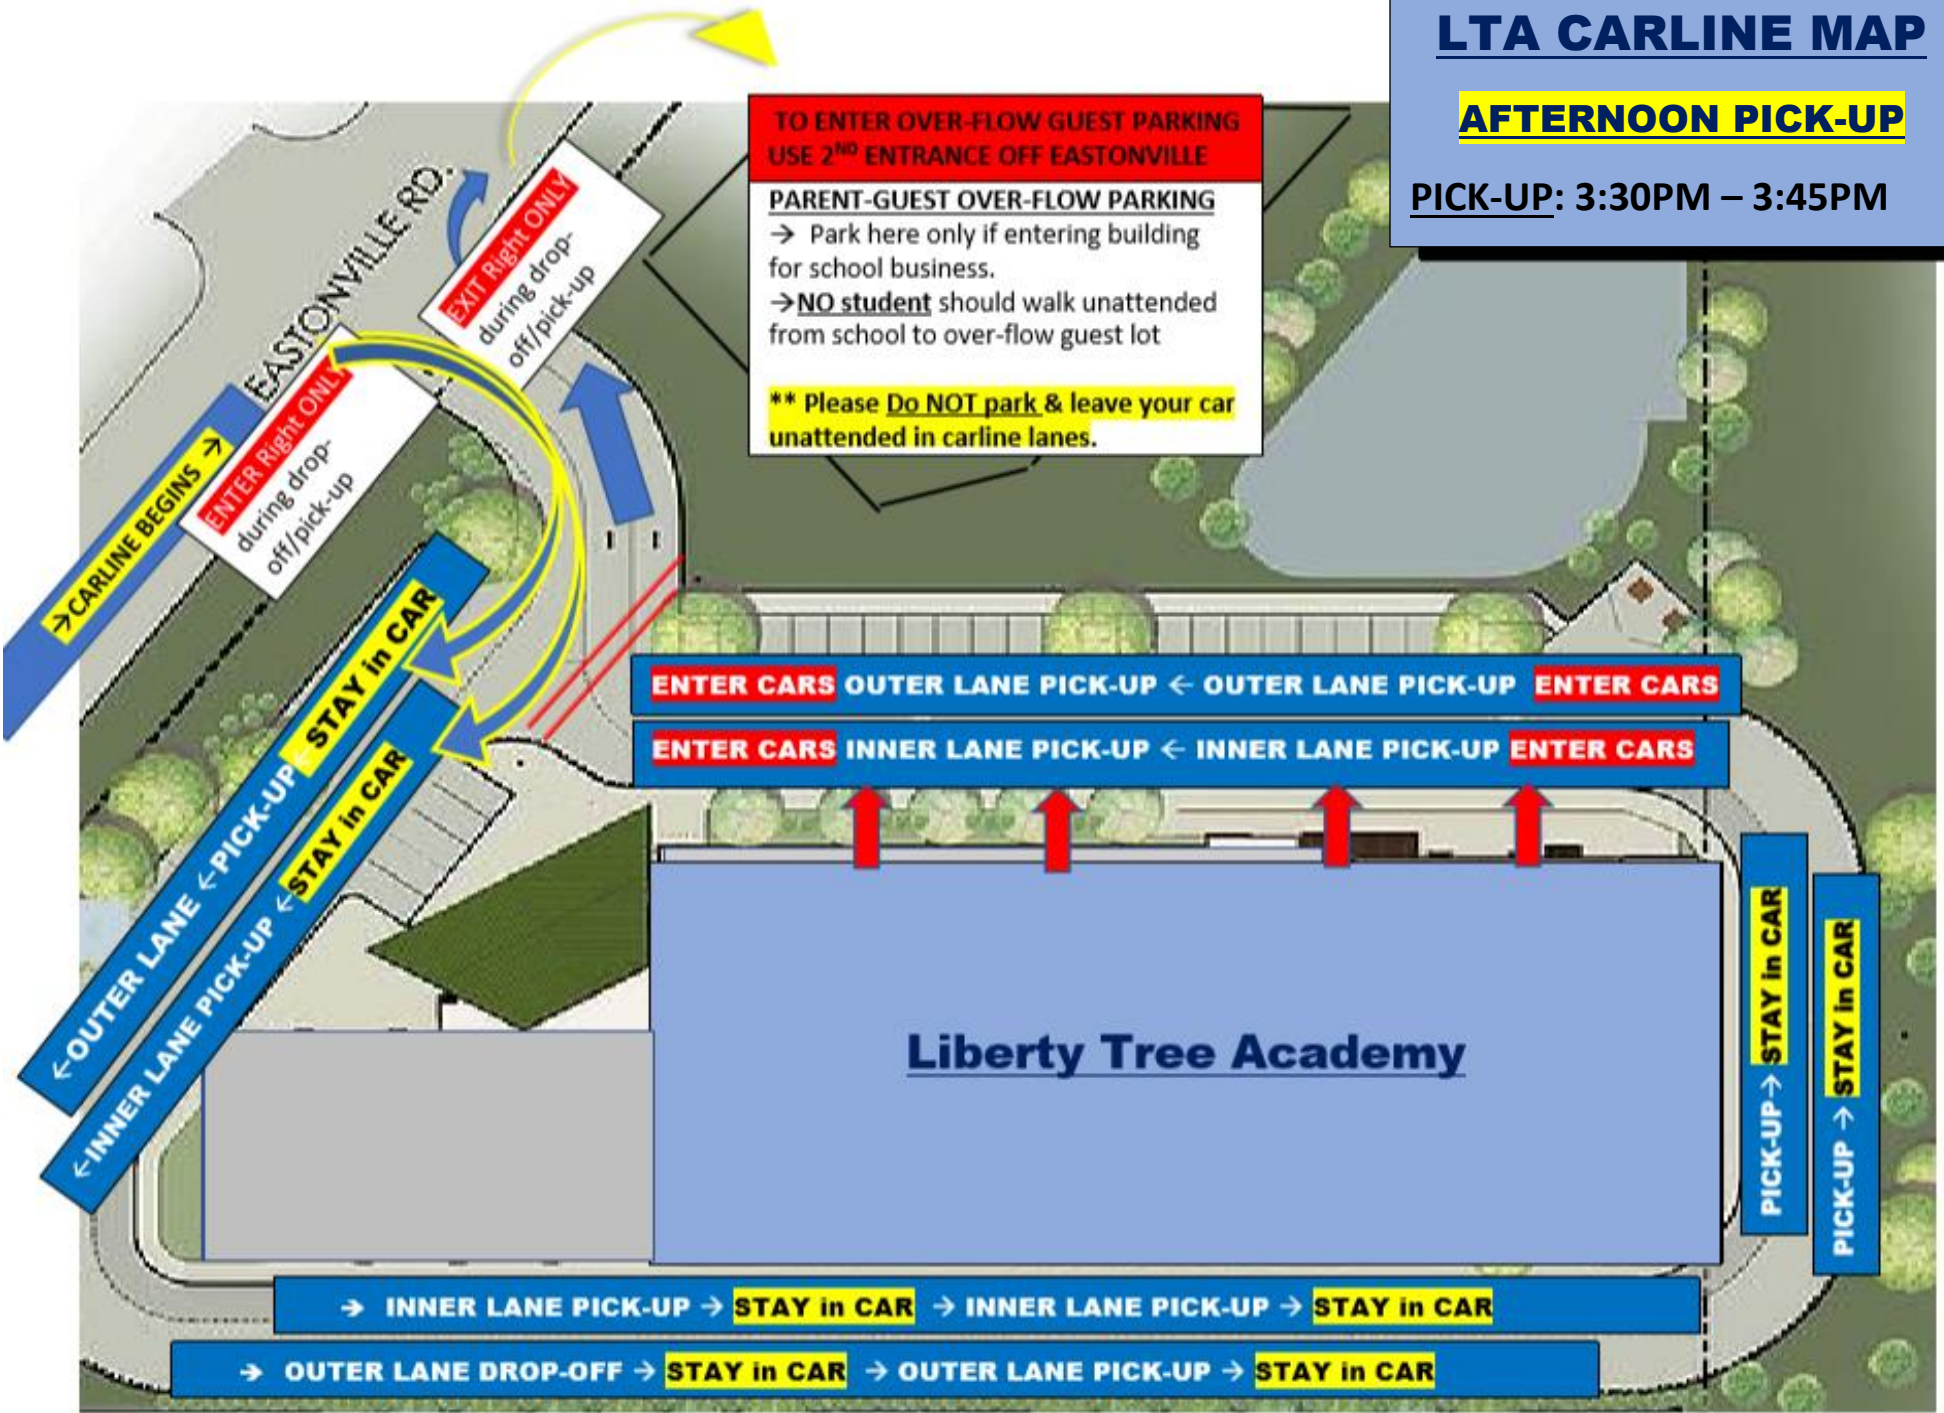 LTA CARLINE MAP
AFTERNOON PICK-UP
PICK-UP: 3:30PM – 3:45PM
TO ENTER OVER-FLOW GUEST PARKING
USE 2ND ENTRANCE OFF EASTONVILLE
PARENT-GUEST OVER-FLOW PARKING
→ Park here only if entering building
for school business.
→NO student should walk unattended
from school to over-flow guest lot
** Please Do NOT park & leave your car
unattended in carline lanes.
EASTONVILLE RD.
EXIT Right ONLY
during drop-
off/pick-up
ENTER Right ONLY
during drop-
off/pick-up
→CARLINE BEGINS →
←OUTER LANE ←PICK-UP← STAY in CAR
←INNER LANE PICK-UP ←STAY in CAR
ENTER CARS OUTER LANE PICK-UP ← OUTER LANE PICK-UP ENTER CARS
ENTER CARS INNER LANE PICK-UP ← INNER LANE PICK-UP ENTER CARS
Liberty Tree Academy
PICK-UP→ STAY in CAR
PICK-UP → STAY in CAR
→ INNER LANE PICK-UP → STAY in CAR → INNER LANE PICK-UP → STAY in CAR
→ OUTER LANE DROP-OFF → STAY in CAR → OUTER LANE PICK-UP → STAY in CAR